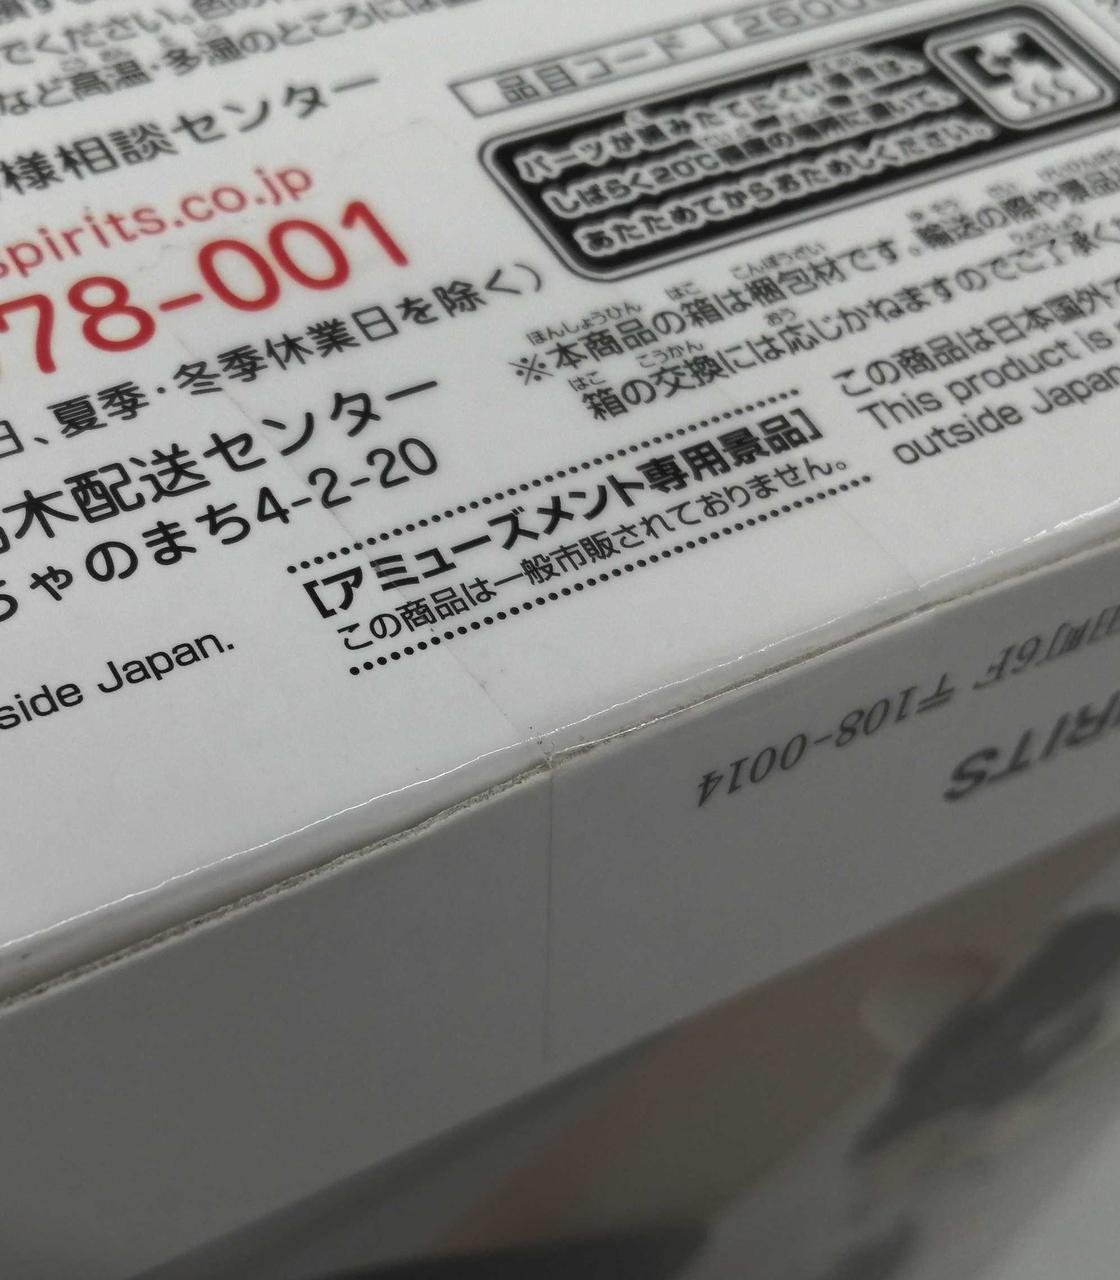 でください。色の
など高温・多湿のところには
様相談センター
spirits.co.jp
78-001
日、夏季・冬季休業日を除く）
木配送センター
ちゃのまち4-2-20
side Japan.
品目コード
パーツが組みたてにくい場合は、
しばらく20℃程度の場所に置いて、
あたためてからおためしください。
※本商品の箱は梱包材です。輸送の際や景品
箱の交換には応じかねますのでご了承く
この商品は日本国外
This product is
outside Japan
[アミューズメント専用景品]
この商品は一般市販されておりません。
6F 〒108-0014
RITS